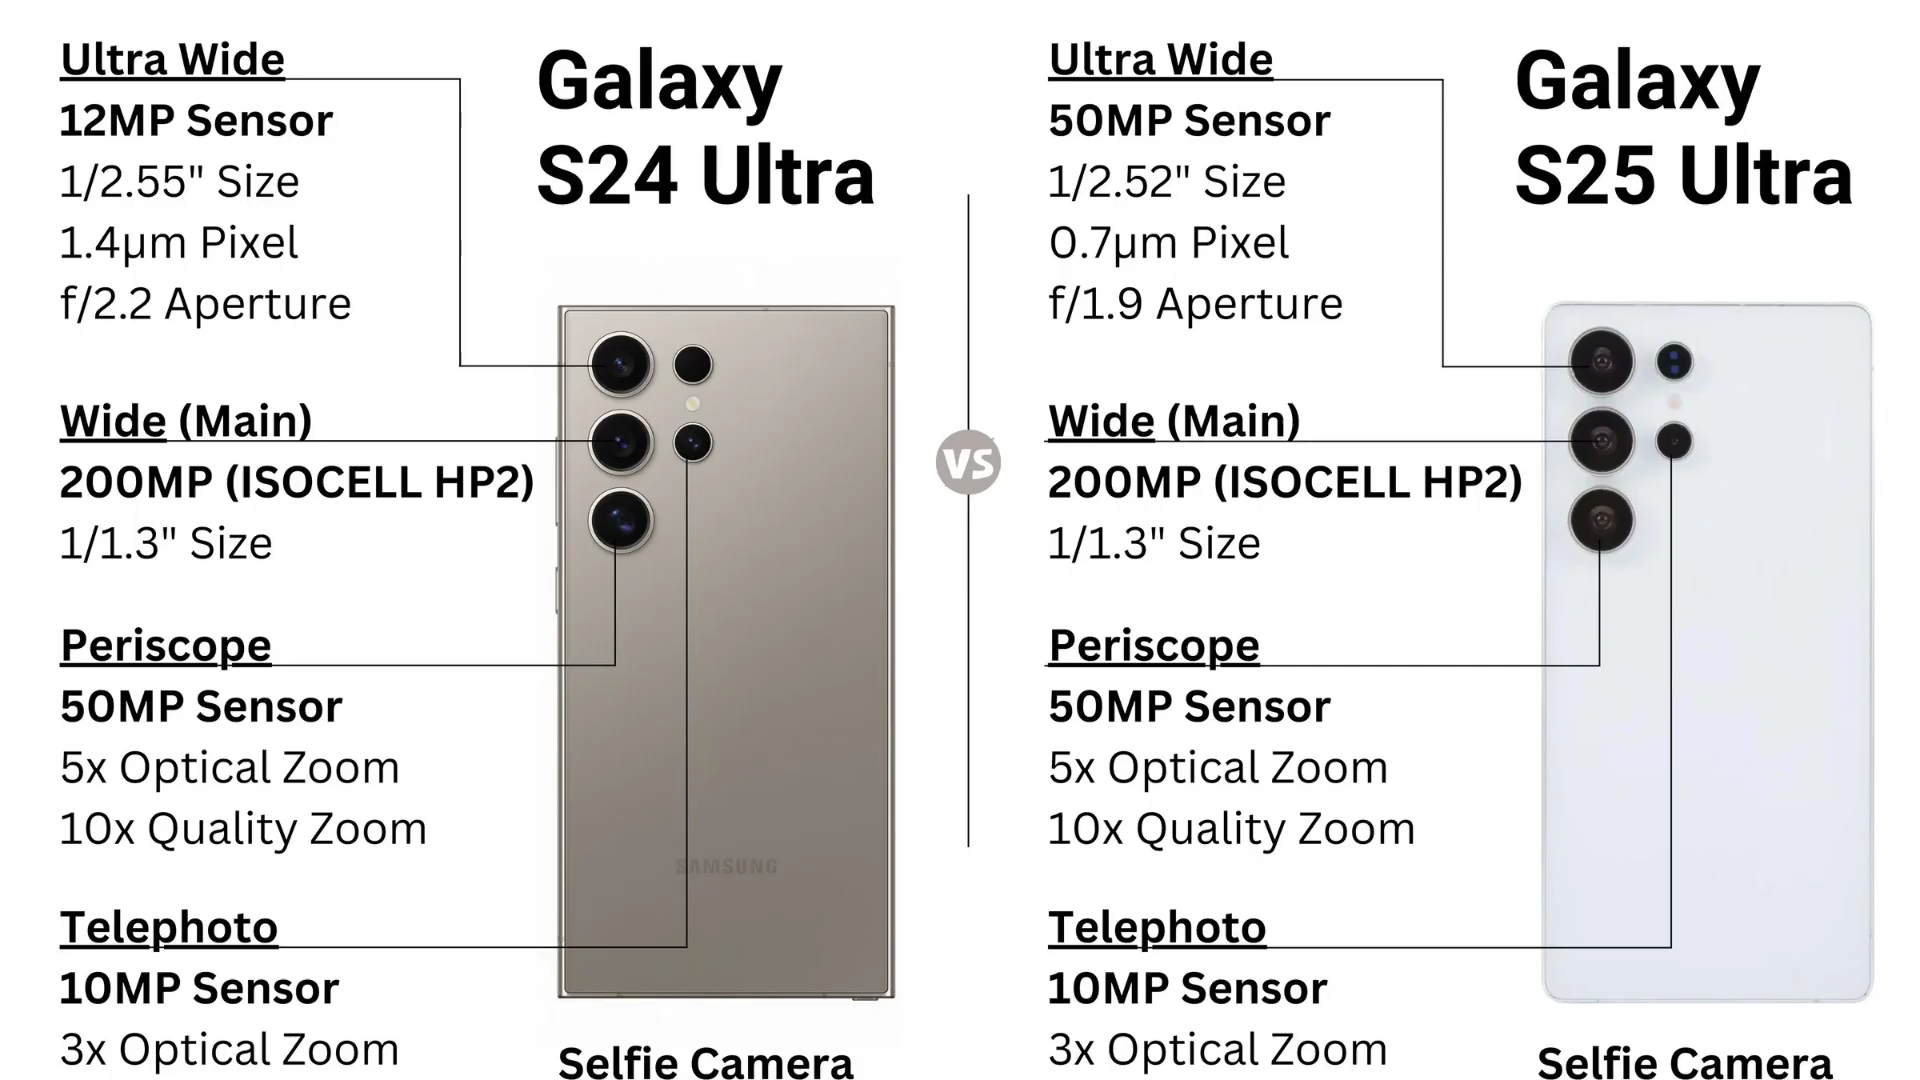 Ultra Wide
12MP Sensor
1/2.55" Size
1.4µm Pixel
f/2.2 Aperture
Wide (Main)
200MP (ISOCELL HP2)
1/1.3" Size
Periscope
50MP Sensor
5x Optical Zoom
10x Quality Zoom
Telephoto
10MP Sensor
3x Optical Zoom
Galaxy
S24 Ultra
SAMSUNG
Selfie Camera
VS
Ultra Wide
50MP Sensor
1/2.52" Size
0.7µm Pixel
f/1.9 Aperture
Wide (Main)
200MP (ISOCELL HP2)
1/1.3" Size
Periscope
50MP Sensor
5x Optical Zoom
10x Quality Zoom
Telephoto
10MP Sensor
3x Optical Zoom
Galaxy
S25 Ultra
Selfie Camera